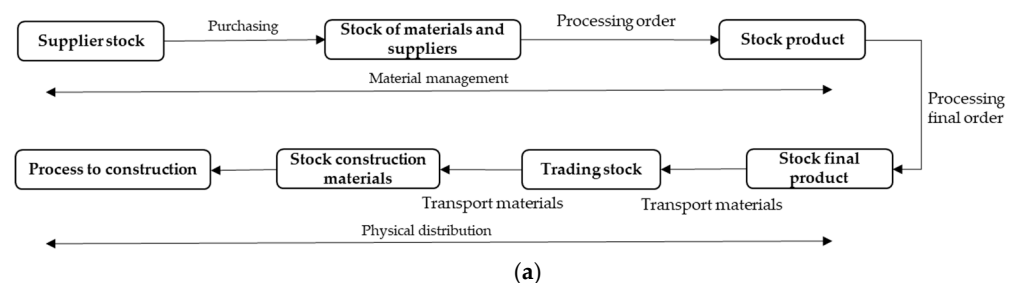 Supplier stock
Purchasing
Stock of materials and
suppliers
Processing order
Stock product
Material management
Processing
final order
Process to construction
Stock construction
materials
Trading stock
Stock final
product
Transport materials
Transport materials
Physical distribution
(a)